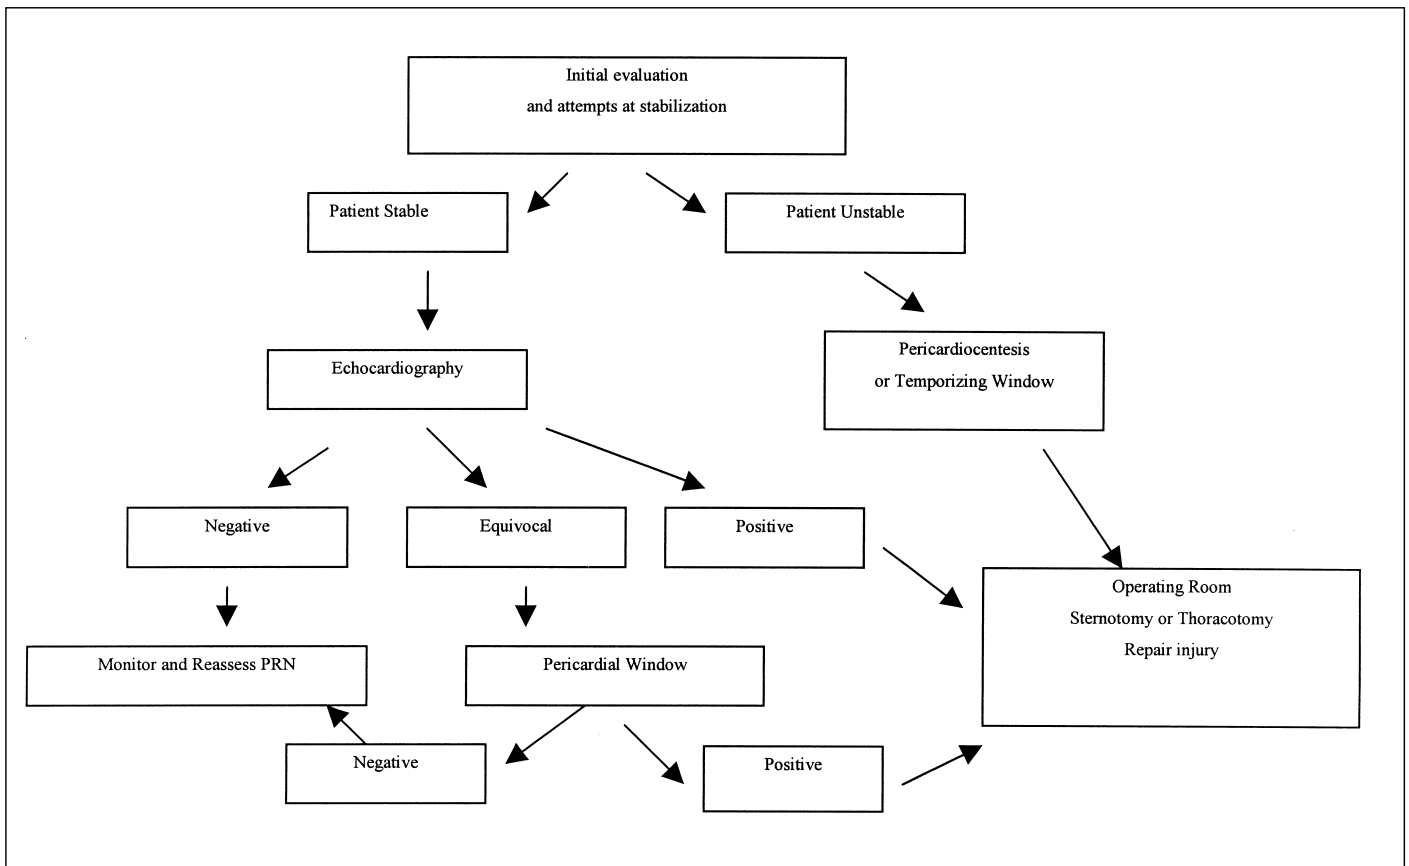 Initial evaluation
and attempts at stabilization
Patient Stable
Patient Unstable
Pericardiocentesis
or Temporizing Window
Echocardiography
Negative
Equivocal
Positive
Operating Room
Sternotomy or Thoracotomy
Repair injury
Monitor and Reassess PRN
Pericardial Window
Negative
Positive